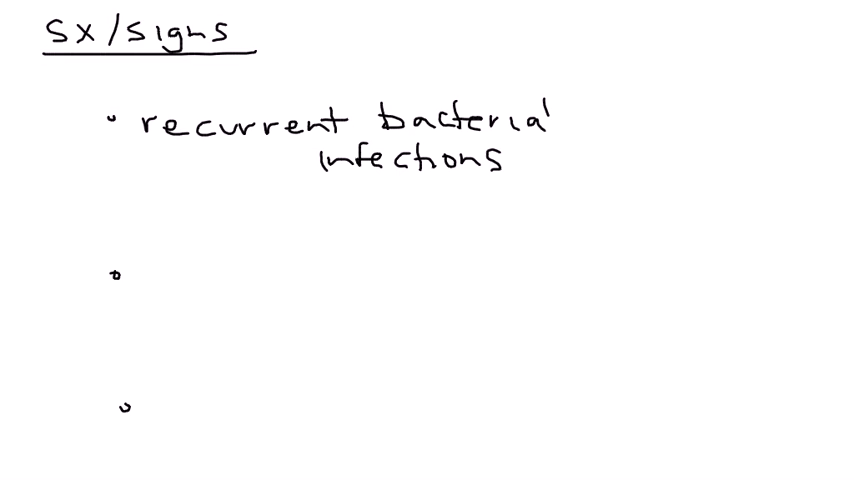 Sx/signs
• recurrent bacterial
infections
•
•